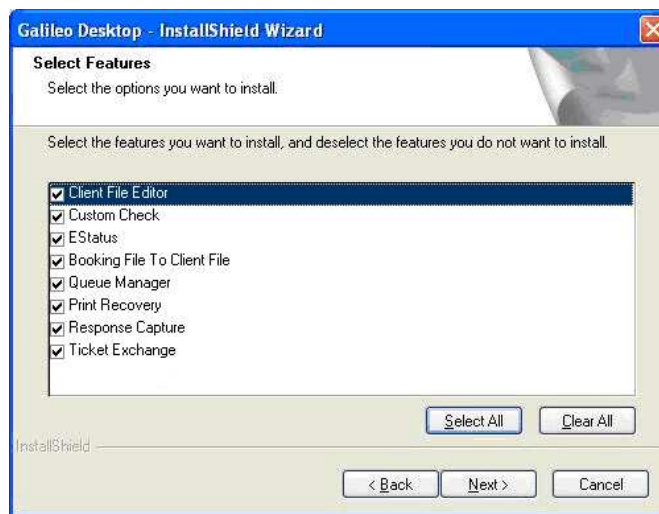 Galileo Desktop - InstallShield Wizard
Select Features
Select the options you want to install.
Select the features you want to install, and deselect the features you do not want to install.
Client File Editor
Custom Check
EStatus
Booking File To Client File
Queue Manager
Print Recovery
Response Capture
Ticket Exchange
Select All Clear All
InstallShield
< Back Next > Cancel